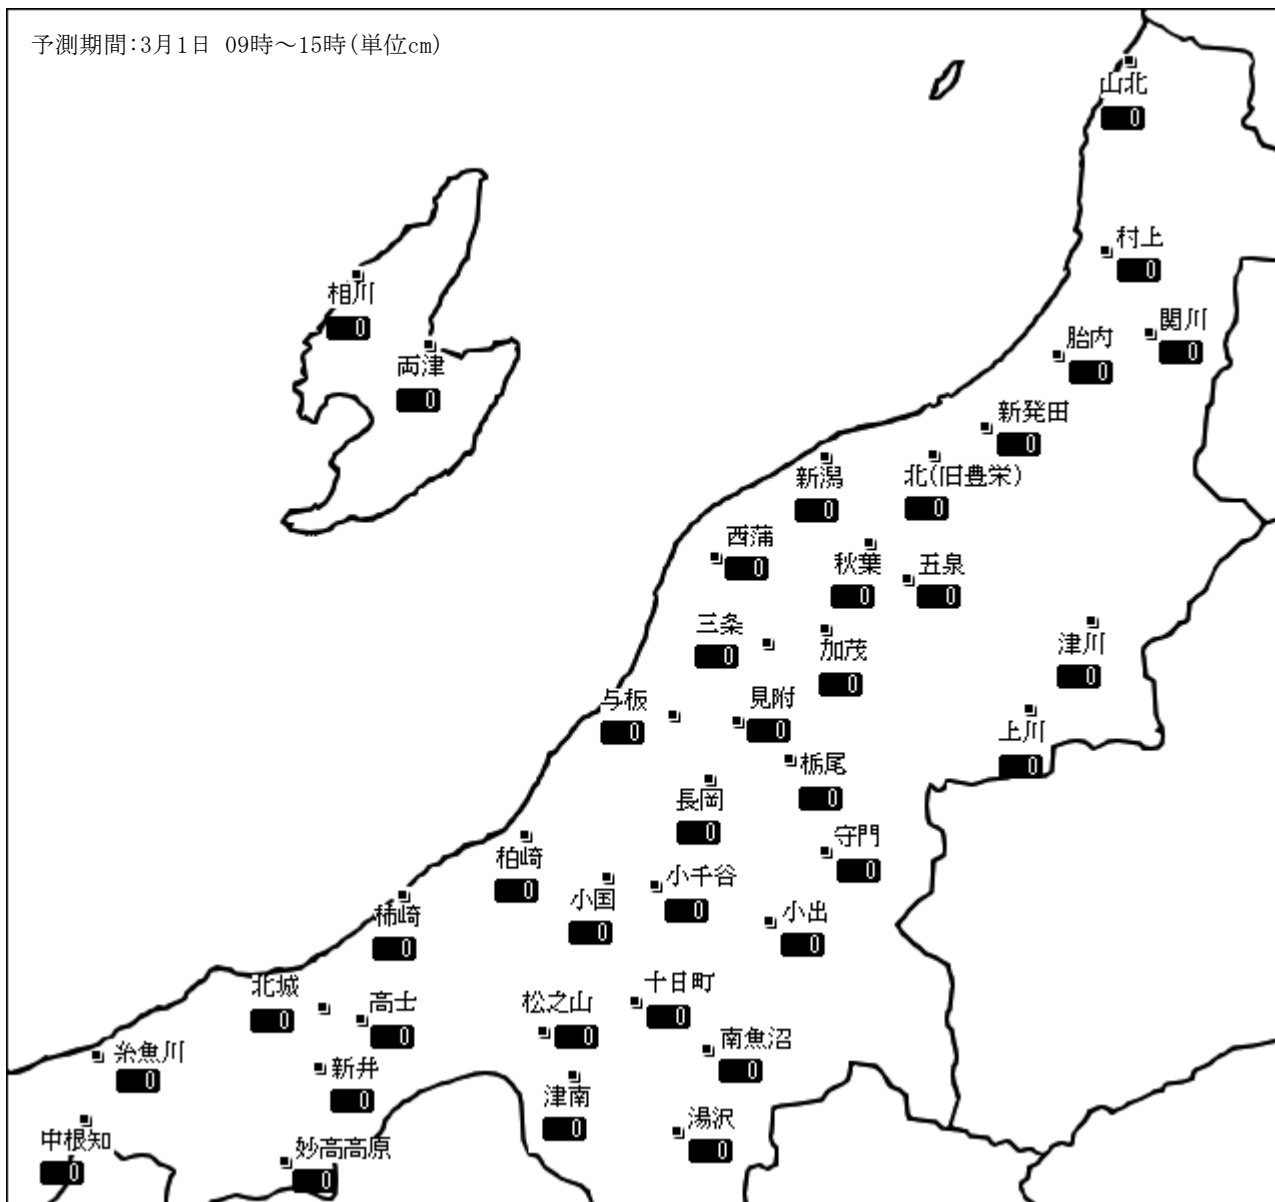 予測期間:3月1日 09時～15時(単位cm)
山北
0
村上
0
相川
0
関川
0
胎内
0
両津
0
新発田
0
新潟
0
北(旧豊栄)
0
西蒲
0
秋葉
0
五泉
0
三条
0
加茂
0
津川
0
与板
0
見附
0
上川
0
栃尾
0
長岡
0
守門
0
柏崎
0
小国
0
小千谷
0
小出
0
柿崎
0
北城
0
高士
0
松之山
0
十日町
0
南魚沼
0
糸魚川
0
新井
0
津南
0
湯沢
0
中根知
0
妙高高原
0